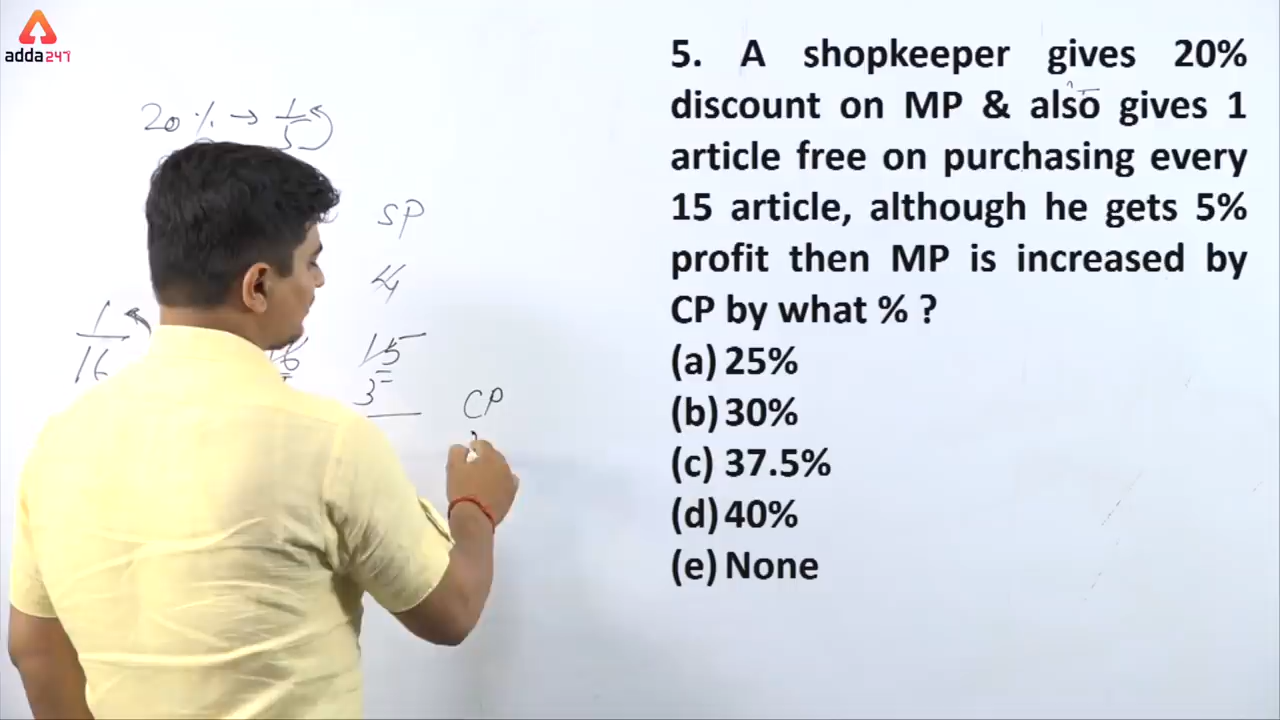 adda247
20% → 1/5
SP
4
1/16
16 15
3
CP
5. A shopkeeper gives 20%
discount on MP & also gives 1
article free on purchasing every
15 article, although he gets 5%
profit then MP is increased by
CP by what % ?
(a) 25%
(b) 30%
(c) 37.5%
(d) 40%
(e) None